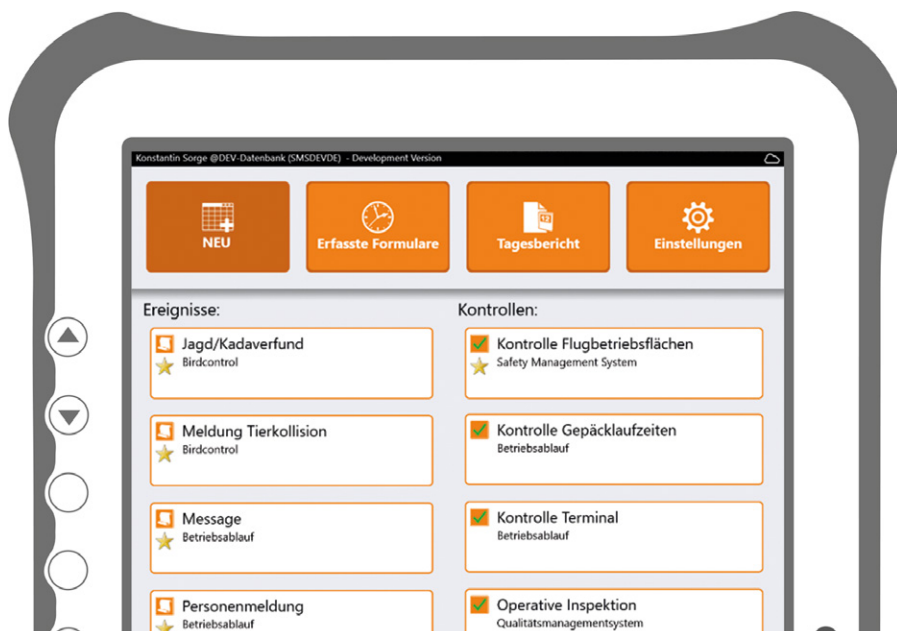 Konstantin Sorge @DEV-Datenbank (SMSDEVDE) - Development Version
NEU
Erfasste Formulare
Tagesbericht
Einstellungen
Ereignisse:
Jagd/Kadaverfund
Birdcontrol
Meldung Tierkollision
Birdcontrol
Message
Betriebsablauf
Personenmeldung
Betriebsablauf
Kontrollen:
Kontrolle Flugbetriebsflächen
Safety Management System
Kontrolle Gepäcklaufzeiten
Betriebsablauf
Kontrolle Terminal
Betriebsablauf
Operative Inspektion
Qualitätsmanagementsystem